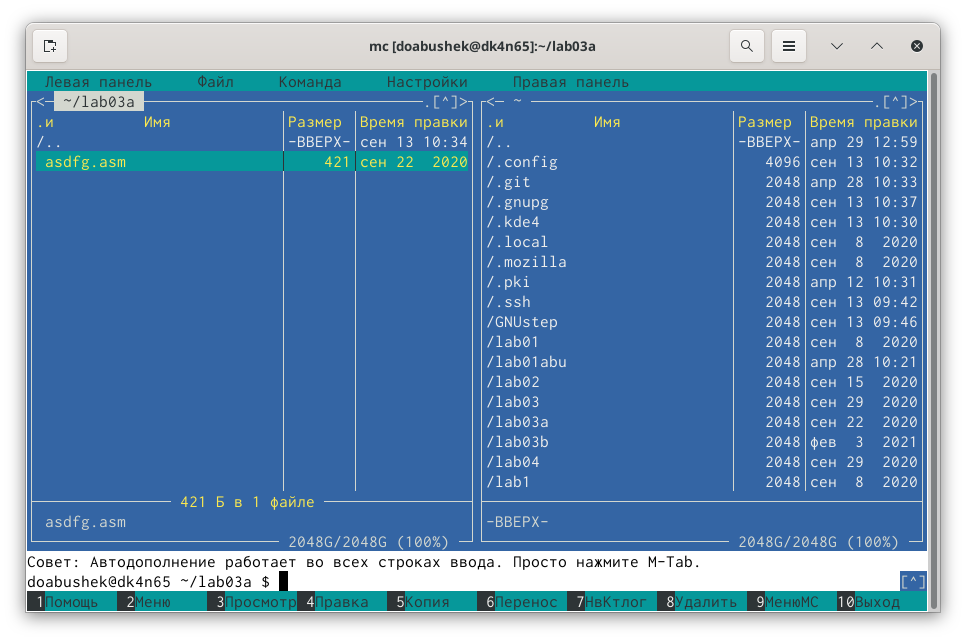 mc [doabushek@dk4n65]:~/lab03a
Левая панель Файл Команда Настройки Правая панель
<─ ~/lab03a ─.[^]>┐ <─ ~ ─.[^]>┐
.и Имя Размер Время правки .и Имя Размер Время правки
/.. -ВВЕРХ- сен 13 10:34 /.. -ВВЕРХ- апр 29 12:59
asdfg.asm 421 сен 22 2020 /.config 4096 сен 13 10:32
/.git 2048 апр 28 10:33
/.gnupg 2048 сен 13 10:37
/.kde4 2048 сен 13 10:30
/.local 2048 сен 8 2020
/.mozilla 2048 сен 8 2020
/.pki 2048 апр 12 10:31
/.ssh 2048 сен 13 09:42
/GNUstep 2048 сен 13 09:46
/lab01 2048 сен 8 2020
/lab01abu 2048 апр 28 10:21
/lab02 2048 сен 15 2020
/lab03 2048 сен 29 2020
/lab03a 2048 сен 22 2020
/lab03b 2048 фев 3 2021
/lab04 2048 сен 29 2020
/lab1 2048 сен 8 2020
421 Б в 1 файле
asdfg.asm -ВВЕРХ-
2048G/2048G (100%) 2048G/2048G (100%)
Совет: Автодополнение работает во всех строках ввода. Просто нажмите M-Tab.
doabushek@dk4n65 ~/lab03a $ [^]
1Помощь 2Меню 3Просмотр 4Правка 5Копия 6Перенос 7НвКтлог 8Удалить 9МенюMC 10Выход